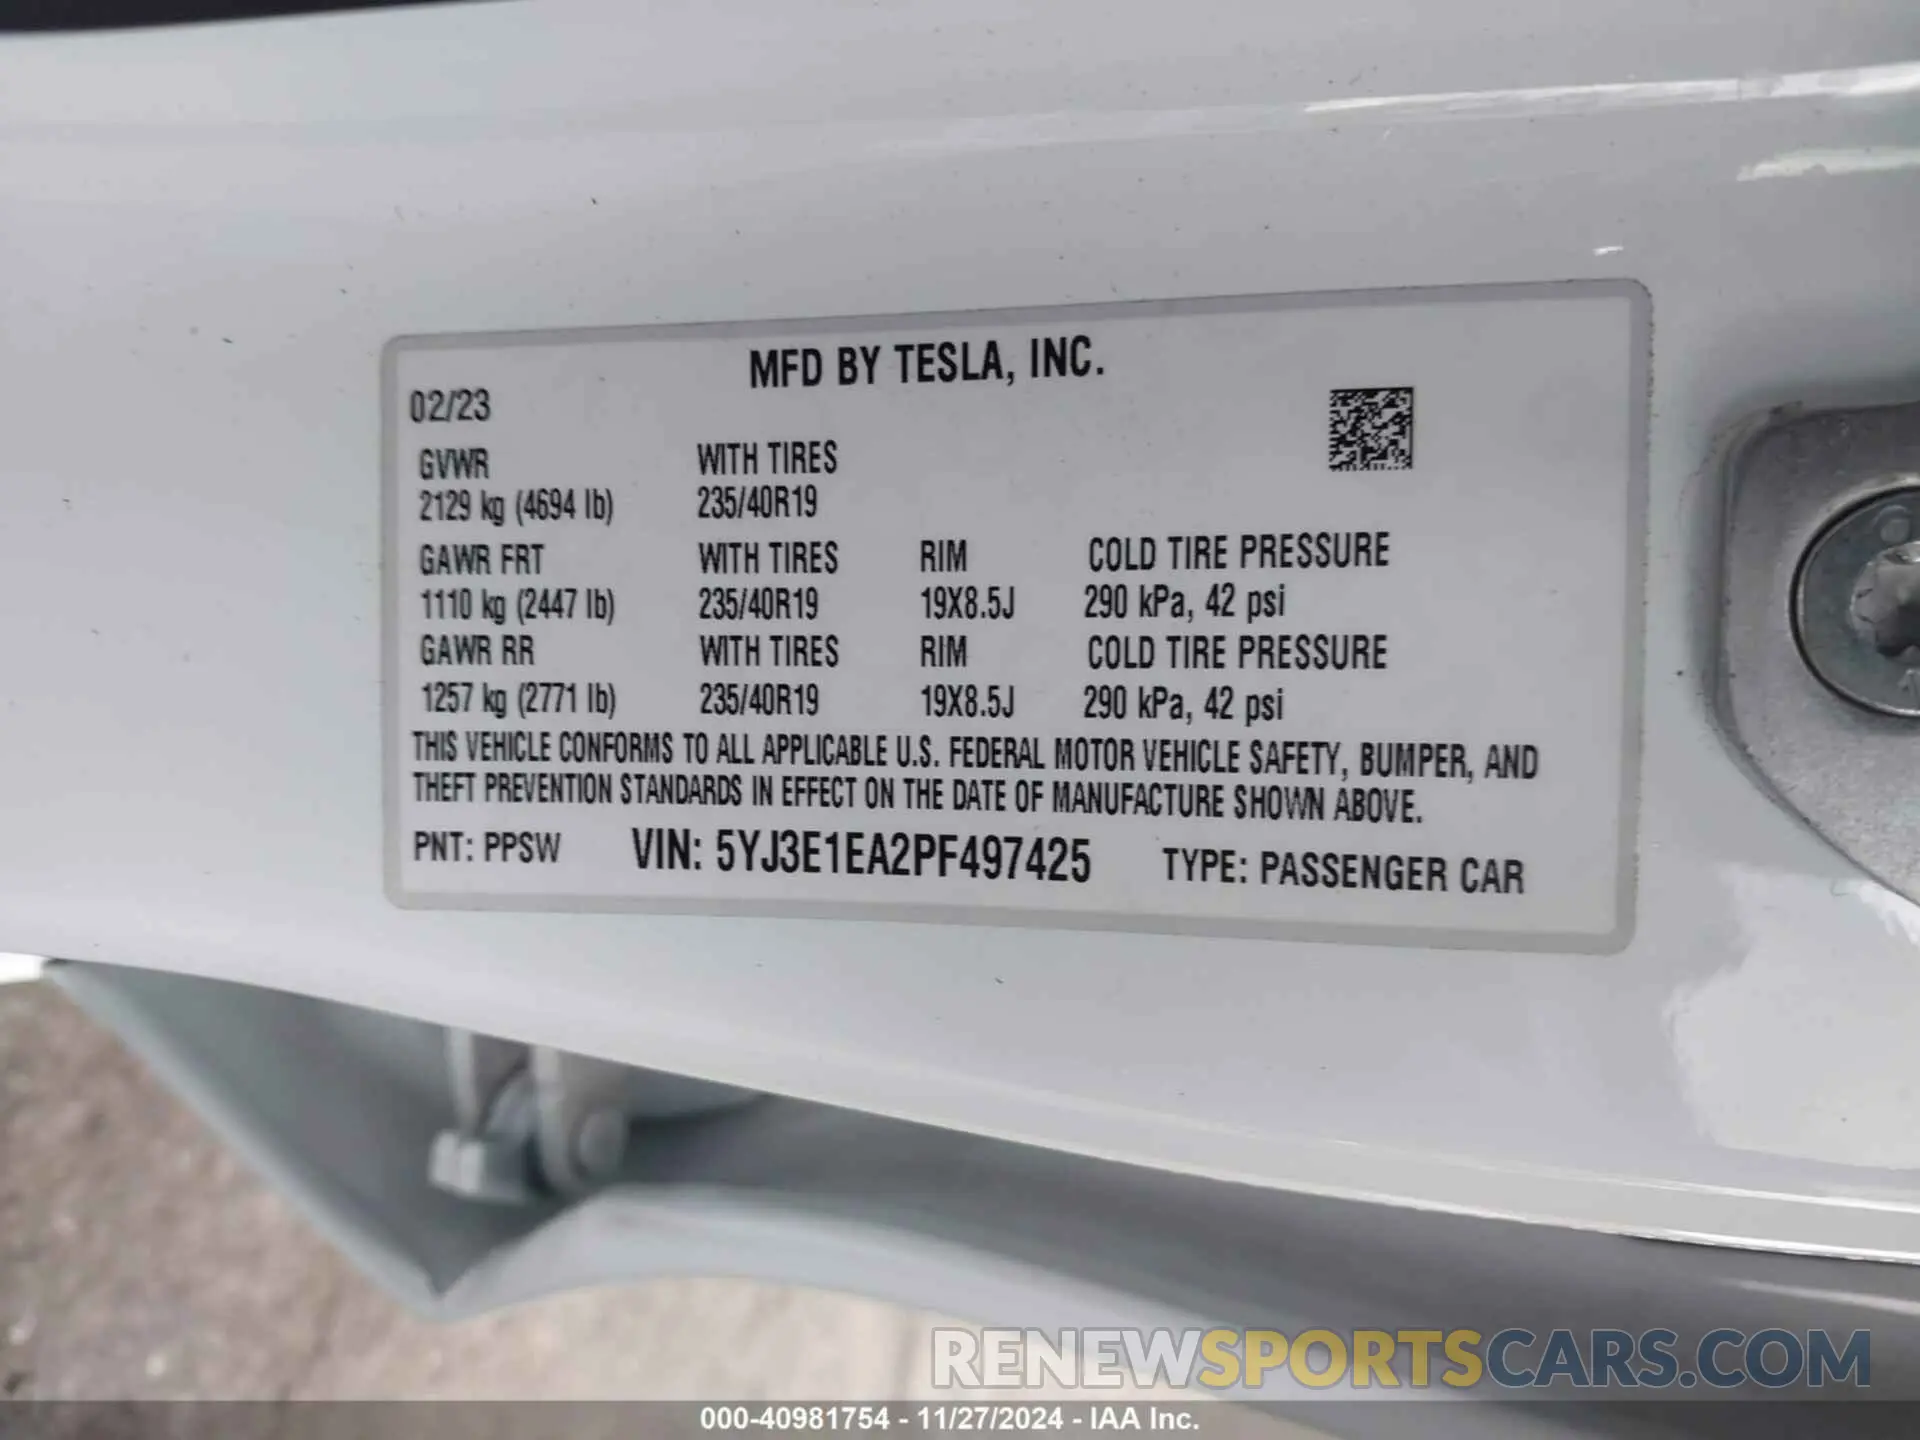 MFD BY TESLA, INC.
02/23
GVWR WITH TIRES
2129 kg (4694 lb) 235/40R19
GAWR FRT WITH TIRES RIM COLD TIRE PRESSURE
1110 kg (2447 lb) 235/40R19 19X8.5J 290 kPa, 42 psi
GAWR RR WITH TIRES RIM COLD TIRE PRESSURE
1257 kg (2771 lb) 235/40R19 19X8.5J 290 kPa, 42 psi
THIS VEHICLE CONFORMS TO ALL APPLICABLE U.S. FEDERAL MOTOR VEHICLE SAFETY, BUMPER, AND
THEFT PREVENTION STANDARDS IN EFFECT ON THE DATE OF MANUFACTURE SHOWN ABOVE.
PNT: PPSW VIN: 5YJ3E1EA2PF497425 TYPE: PASSENGER CAR
RENEWSPORTSCARS.COM
000-40981754 - 11/27/2024 - IAA Inc.